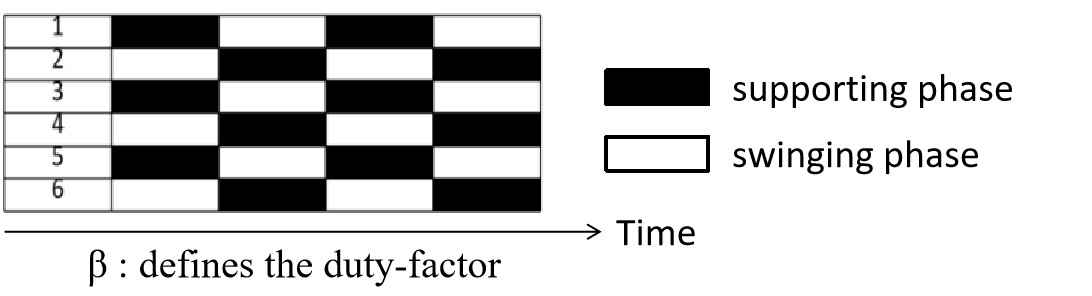 1
2
3
4
5
6
supporting phase
swinging phase
Time
β : defines the duty-factor